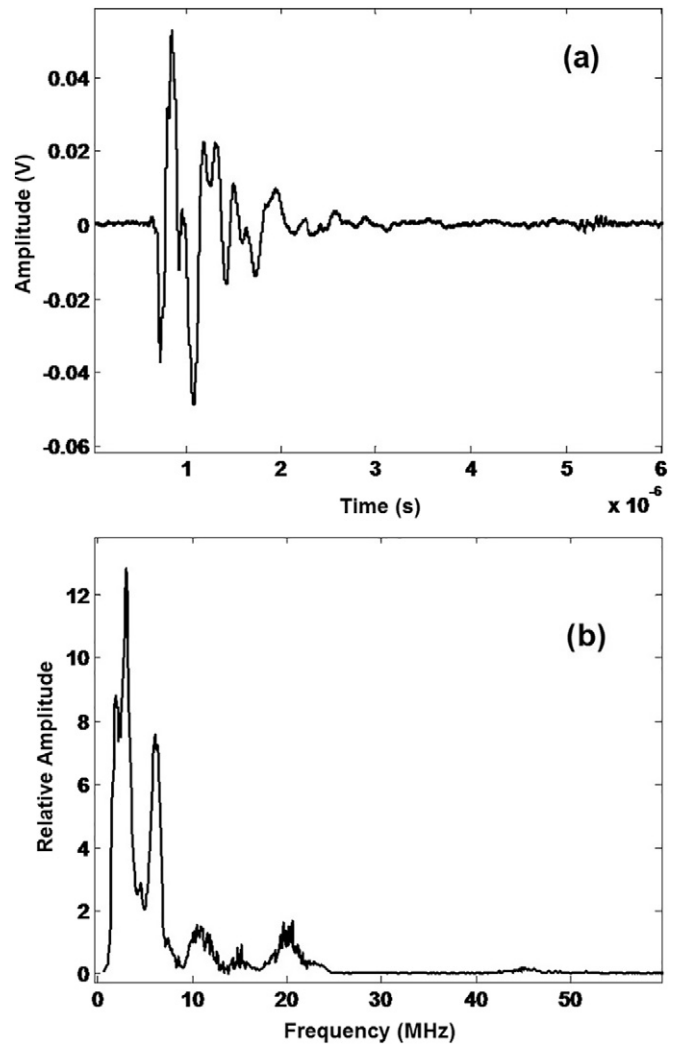 (a)
0.04
0.02
0
-0.02
-0.04
-0.06
Amplitude (V)
1 2 3 4 5 6
Time (s)
x 10⁻⁶
(b)
12
10
8
6
4
2
0
Relative Amplitude
0 10 20 30 40 50
Frequency (MHz)